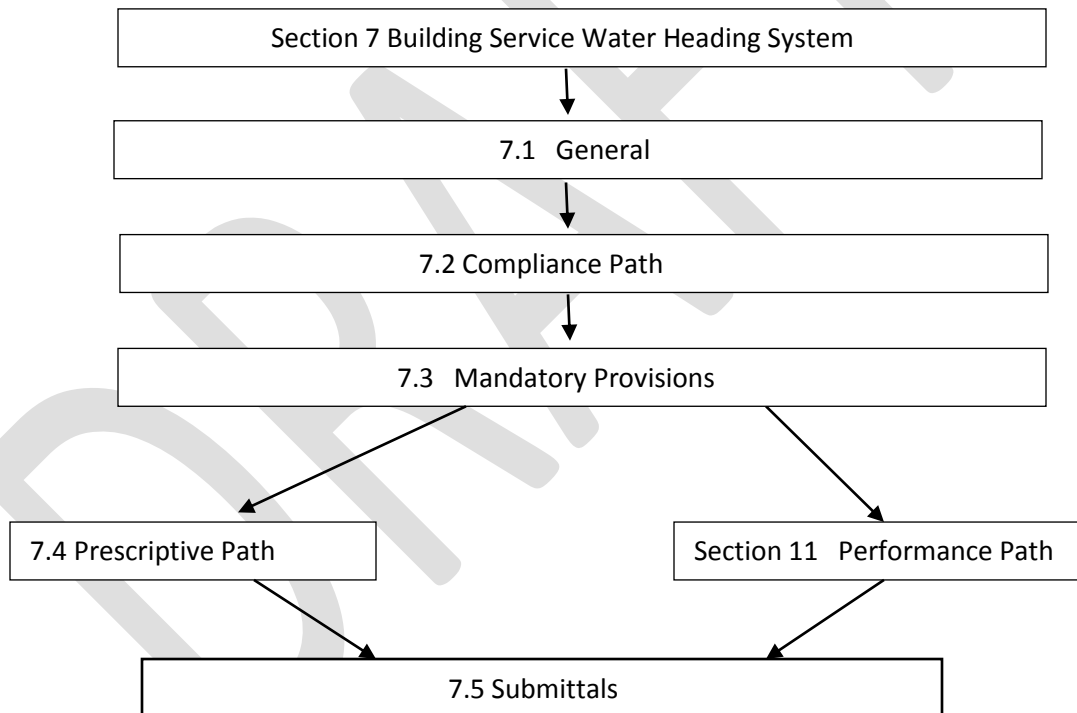 Section 7 Building Service Water Heading System
7.1 General
7.2 Compliance Path
7.3 Mandatory Provisions
7.4 Prescriptive Path
Section 11 Performance Path
7.5 Submittals
DRAFT